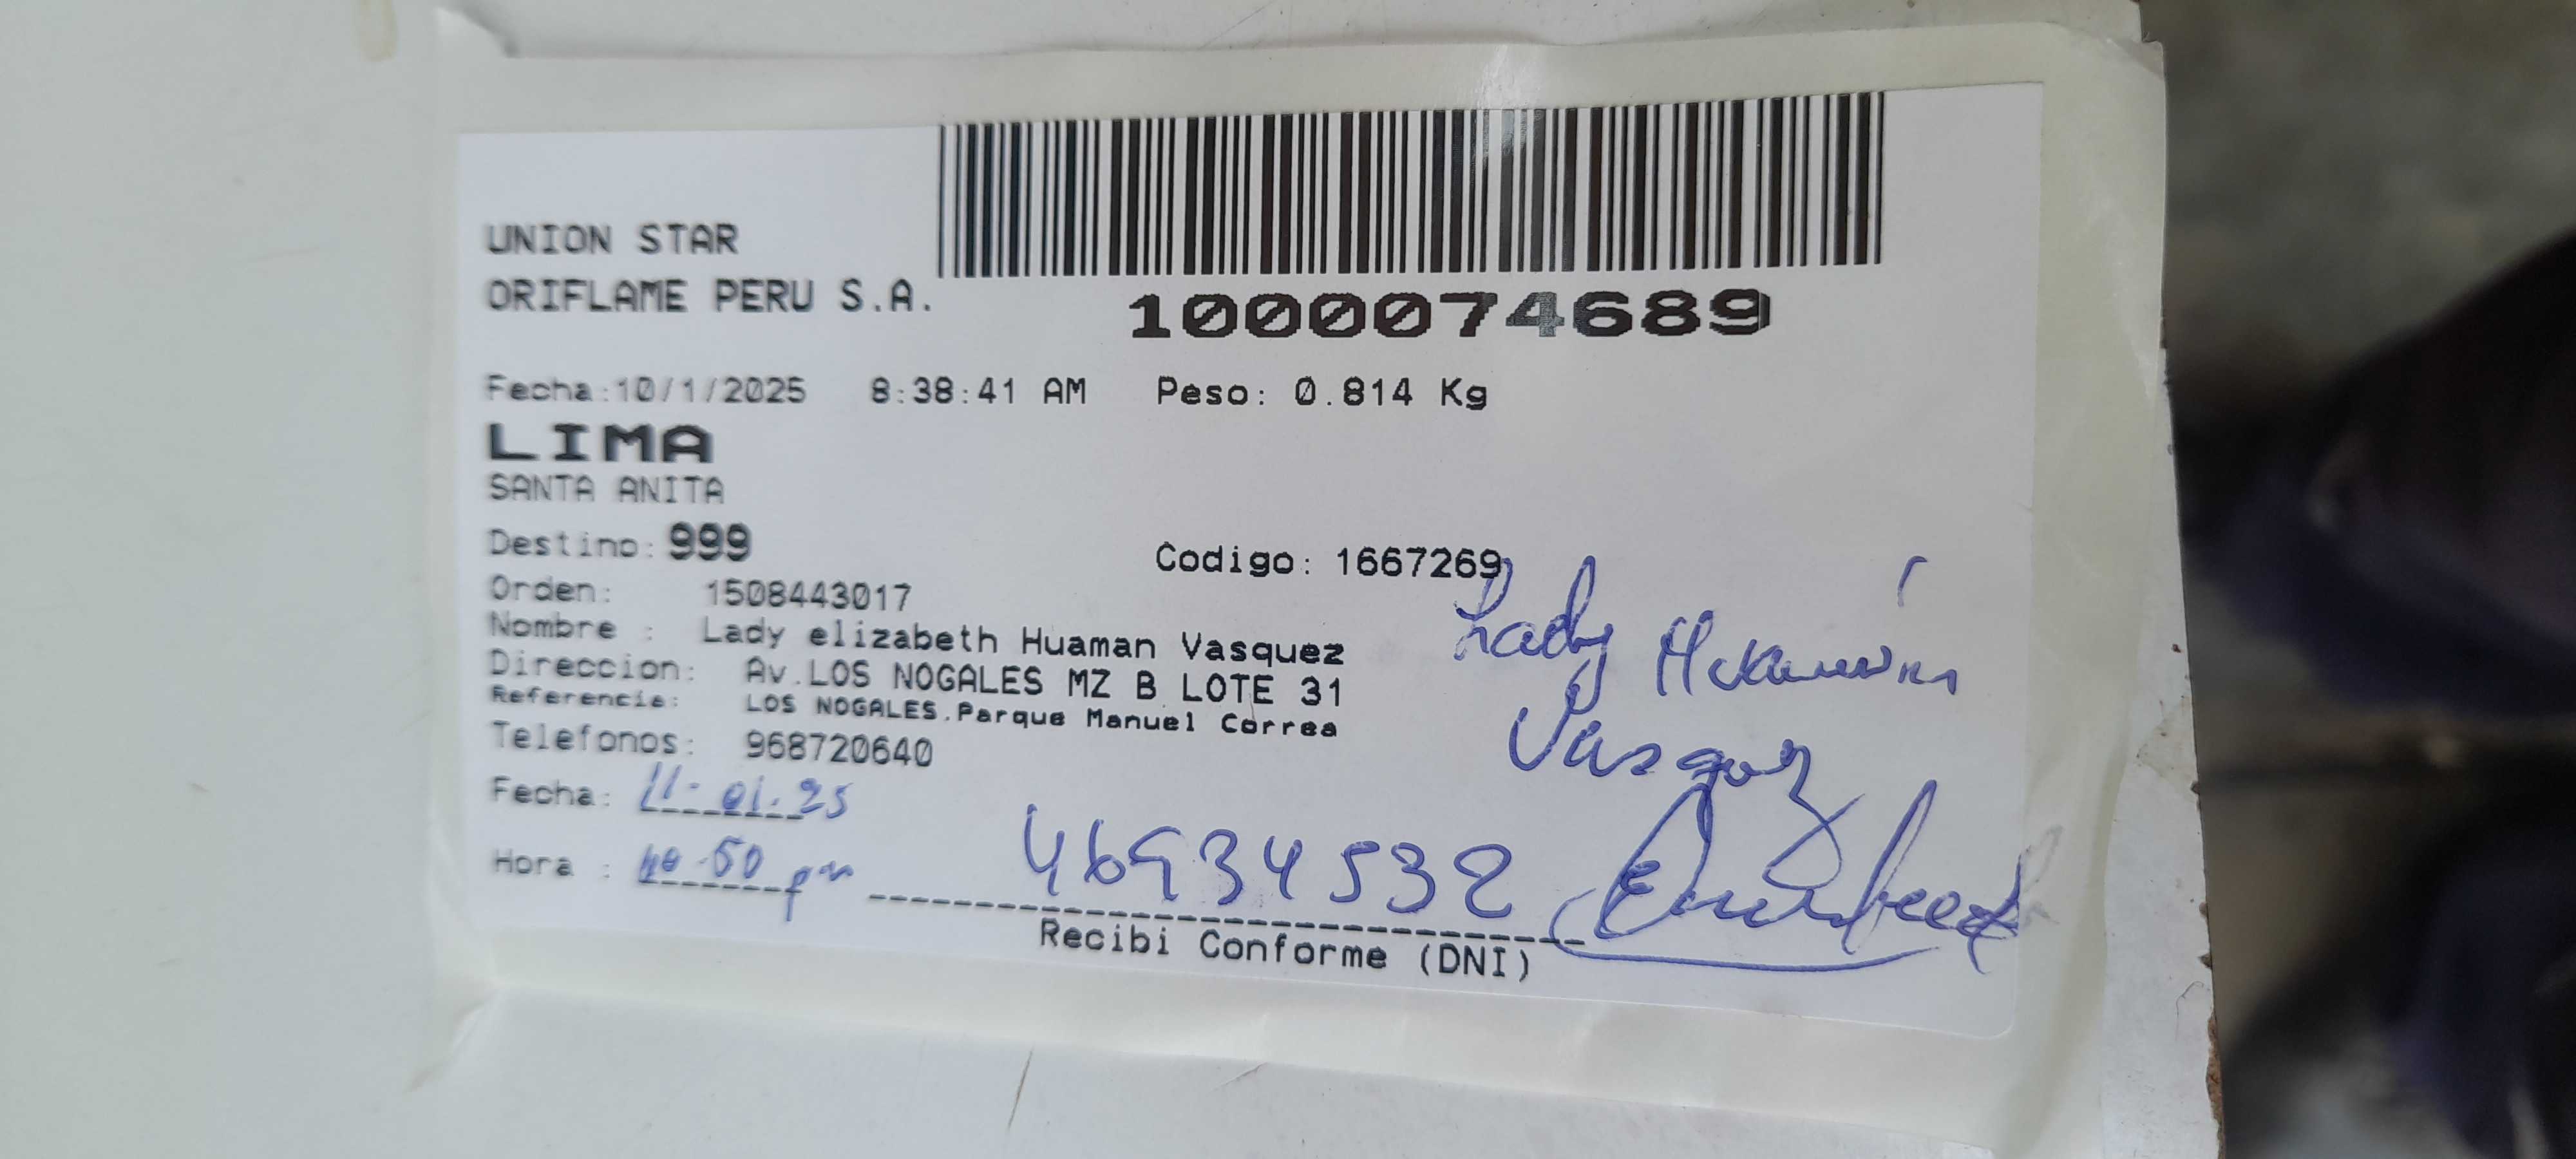 UNION STAR
ORIFLAME PERU S.A.
1000074689
Fecha:10/1/2025 8:38:41 AM Peso: 0.814 Kg
LIMA
SANTA ANITA
Destino: 999
Codigo: 1667269
Orden: 1508443017
Nombre : Lady elizabeth Huaman Vasquez
Direccion: Av.LOS NOGALES MZ B LOTE 31
Referencia: LOS NOGALES.Parque Manuel Correa
Telefonos: 968720640
Lady Huamán
Vasquez
Fecha: 11-01.25
Hora : 50 pm
46934532
Recibi Conforme (DNI)